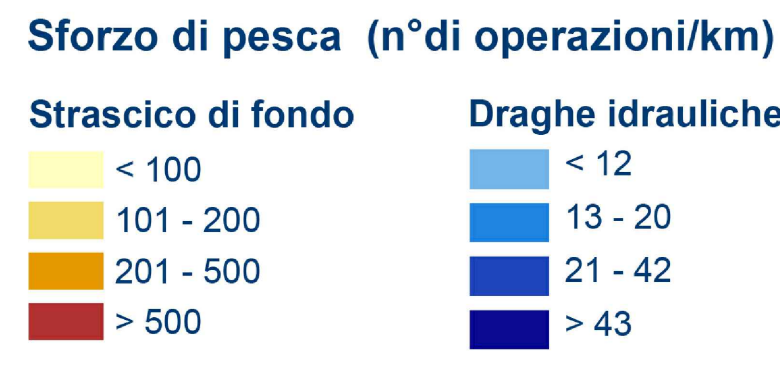 Sforzo di pesca (n°di operazioni/km)
Strascico di fondo
< 100
101 - 200
201 - 500
> 500
Draghe idrauliche
< 12
13 - 20
21 - 42
> 43